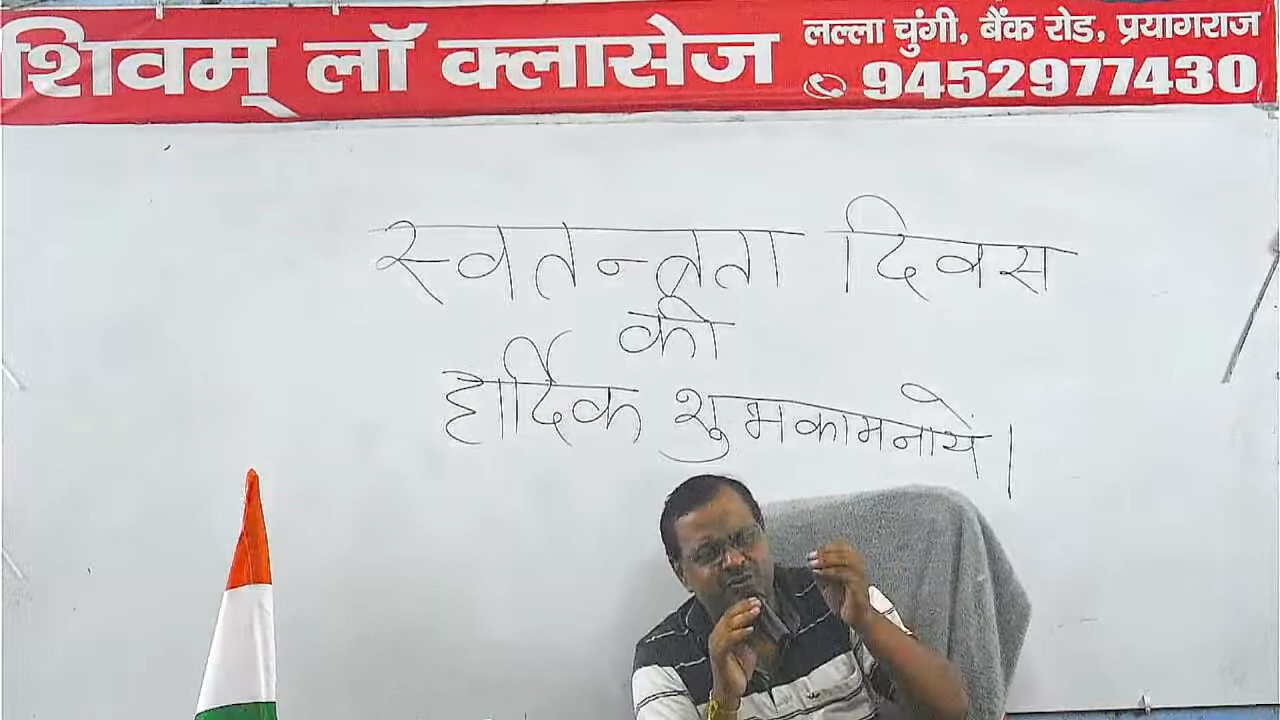 शिवम् लॉ क्लासेज
लल्ला चुंगी, बैंक रोड, प्रयागराज
9452977430
स्वतन्त्रता दिवस
की
हार्दिक शुभकामनायें।